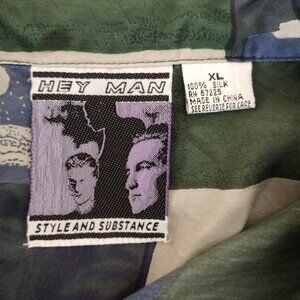 HEY MAN
STYLE AND SUBSTANCE
XL
100% SILK
RN 67225
MADE IN CHINA
SEE REVERSE FOR CARE